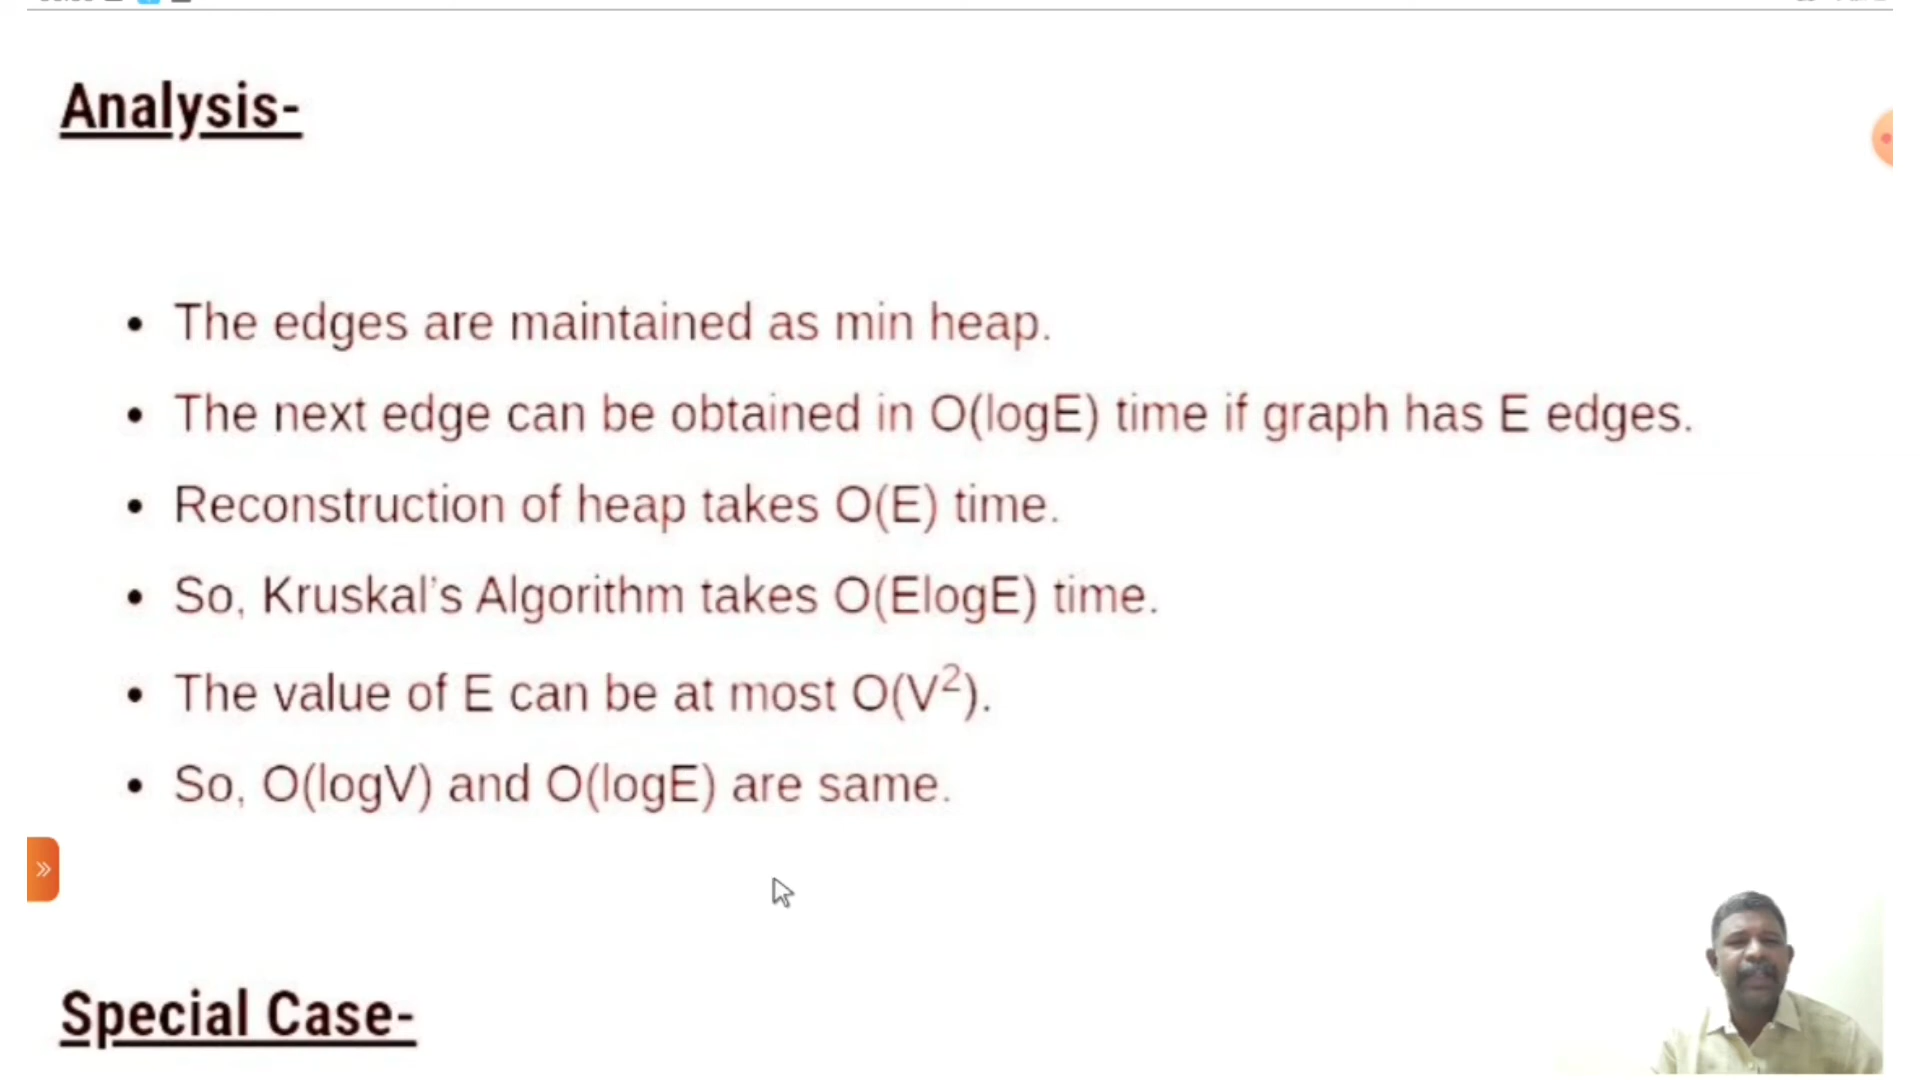 Analysis-
• The edges are maintained as min heap.
• The next edge can be obtained in O(logE) time if graph has E edges.
• Reconstruction of heap takes O(E) time.
• So, Kruskal's Algorithm takes O(ElogE) time.
• The value of E can be at most O(V²).
• So, O(logV) and O(logE) are same.
Special Case-